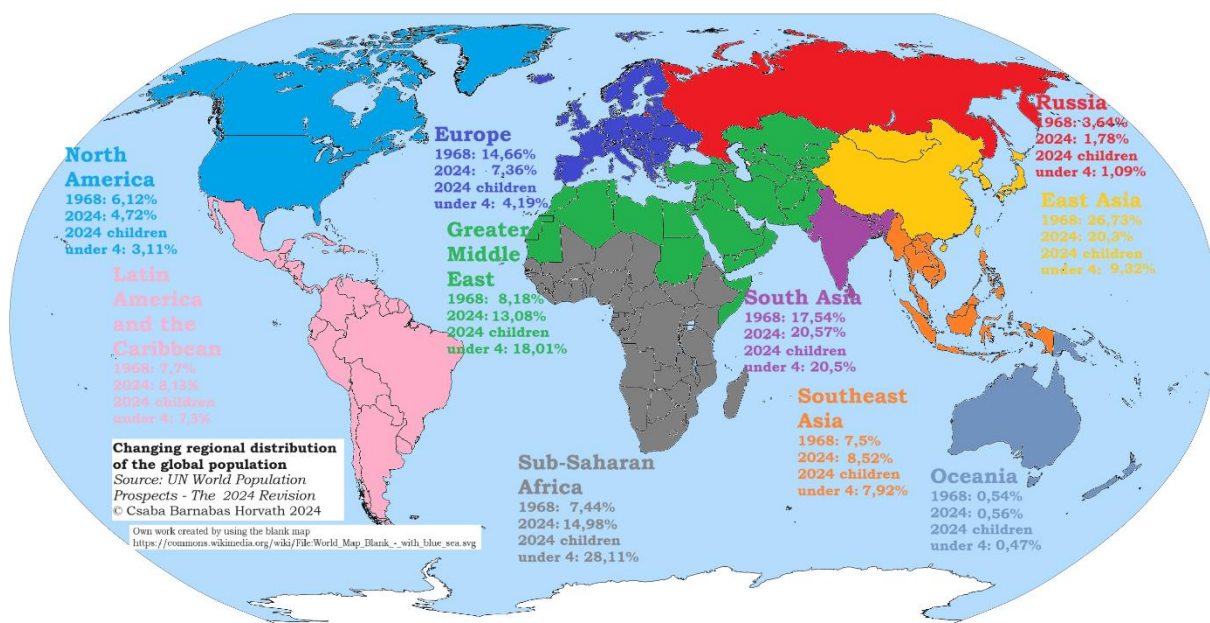 North
America
1968: 6,12%
2024: 4,72%
2024 children
under 4: 3,11%
Latin
America
and the
Caribbean
1968: 7,7%
2024: 8,13%
2024 children
under 4: 7,3%
Europe
1968: 14,66%
2024: 7,36%
2024 children
under 4: 4,19%
Greater
Middle
East
1968: 8,18%
2024: 13,08%
2024 children
under 4: 18,01%
Sub-Saharan
Africa
1968: 7,44%
2024: 14,98%
2024 children
under 4: 28,11%
Russia
1968: 3,64%
2024: 1,78%
2024 children
under 4: 1,09%
East Asia
1968: 26,73%
2024: 20,3%
2024 children
under 4: 9,32%
South Asia
1968: 17,54%
2024: 20,57%
2024 children
under 4: 20,5%
Southeast
Asia
1968: 7,5%
2024: 8,52%
2024 children
under 4: 7,92%
Oceania
1968: 0,54%
2024: 0,56%
2024 children
under 4: 0,47%
Changing regional distribution
of the global population
Source: UN World Population
Prospects - The 2024 Revision
© Csaba Barnabas Horvath 2024
Own work created by using the blank map
https://commons.wikimedia.org/wiki/File:World_Map_Blank_-_with_blue_sea.svg